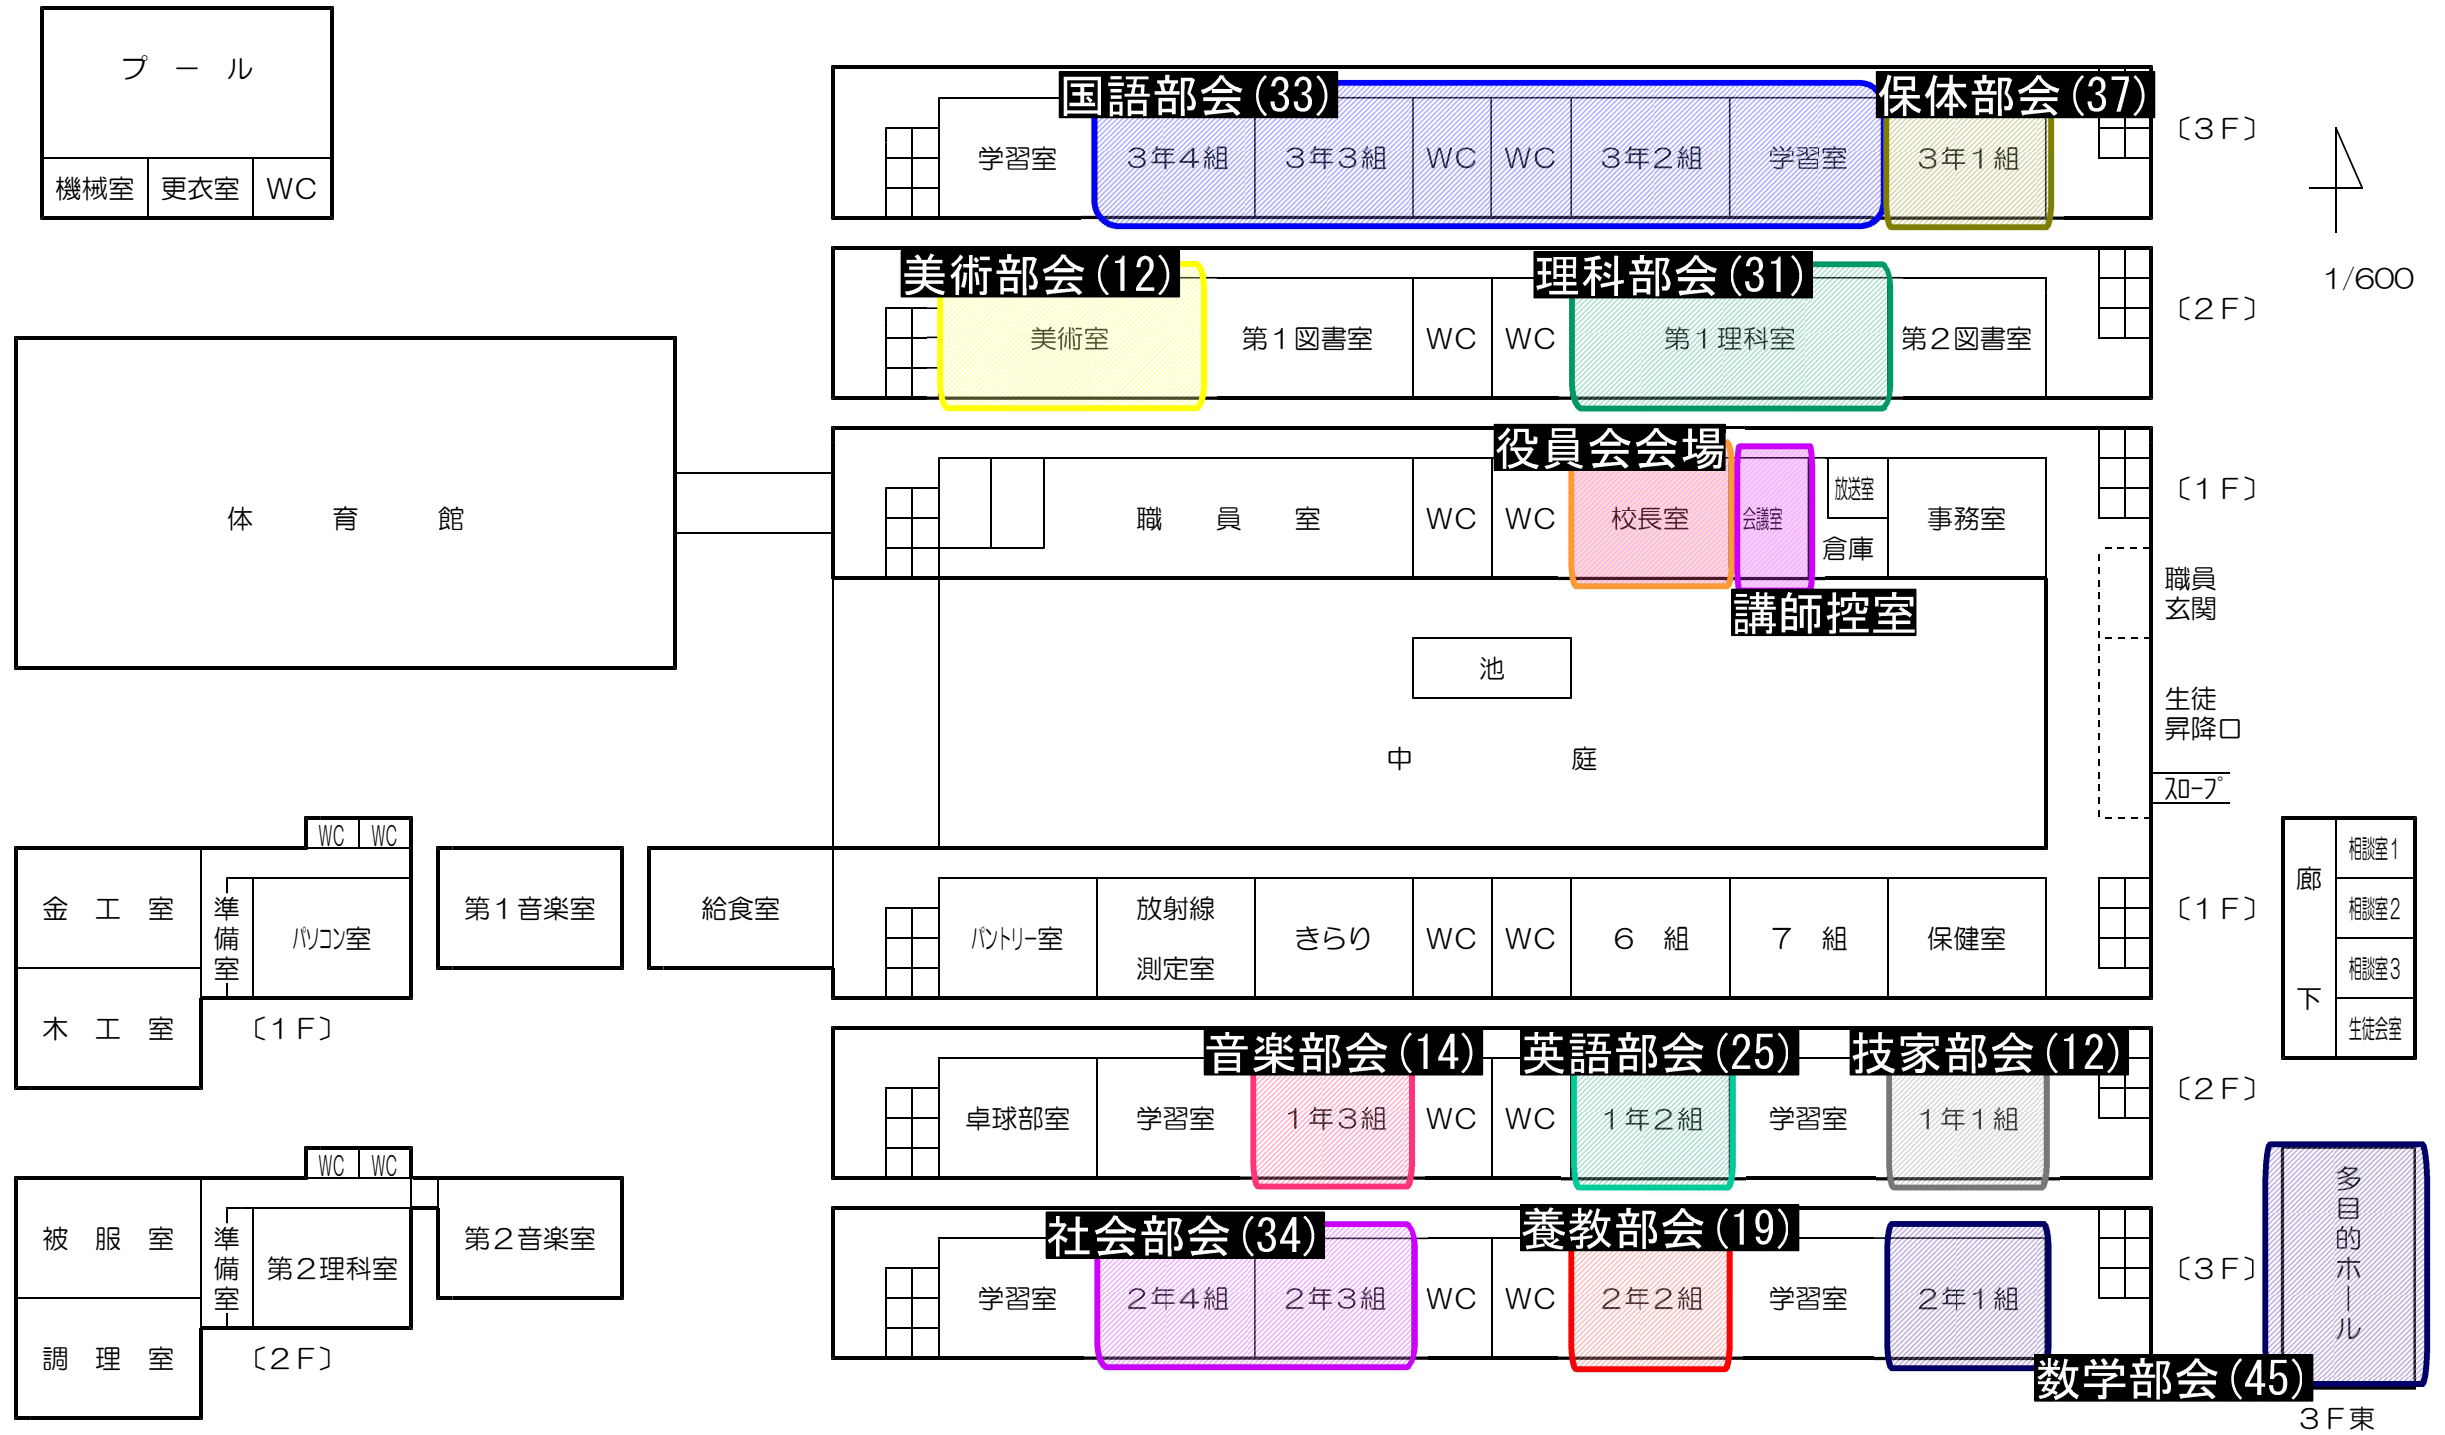 プール
機械室 更衣室 WC
国語部会(33) 保体部会(37)
学習室 3年4組 3年3組 WC WC 3年2組 学習室 3年1組
〔3F〕
1/600
美術部会(12) 理科部会(31)
美術室 第1図書室 WC WC 第1理科室 第2図書室
〔2F〕
体育館
役員会会場
職員室 WC WC 校長室 会議室 放送室 倉庫 事務室
〔1F〕
講師控室
職員
玄関
池
中庭
生徒
昇降口
スロープ
WC WC
金工室 準備室 パソコン室 第1音楽室 給食室
木工室
〔1F〕
パントリー室 放射線 測定室 きらり WC WC 6組 7組 保健室
〔1F〕
廊下
相談室1
相談室2
相談室3
生徒会室
音楽部会(14) 英語部会(25) 技家部会(12)
卓球部室 学習室 1年3組 WC WC 1年2組 学習室 1年1組
〔2F〕
WC WC
被服室 準備室 第2理科室 第2音楽室
調理室
〔2F〕
社会部会(34) 養教部会(19)
学習室 2年4組 2年3組 WC WC 2年2組 学習室 2年1組
〔3F〕
多目的ホール
数学部会(45)
3F東